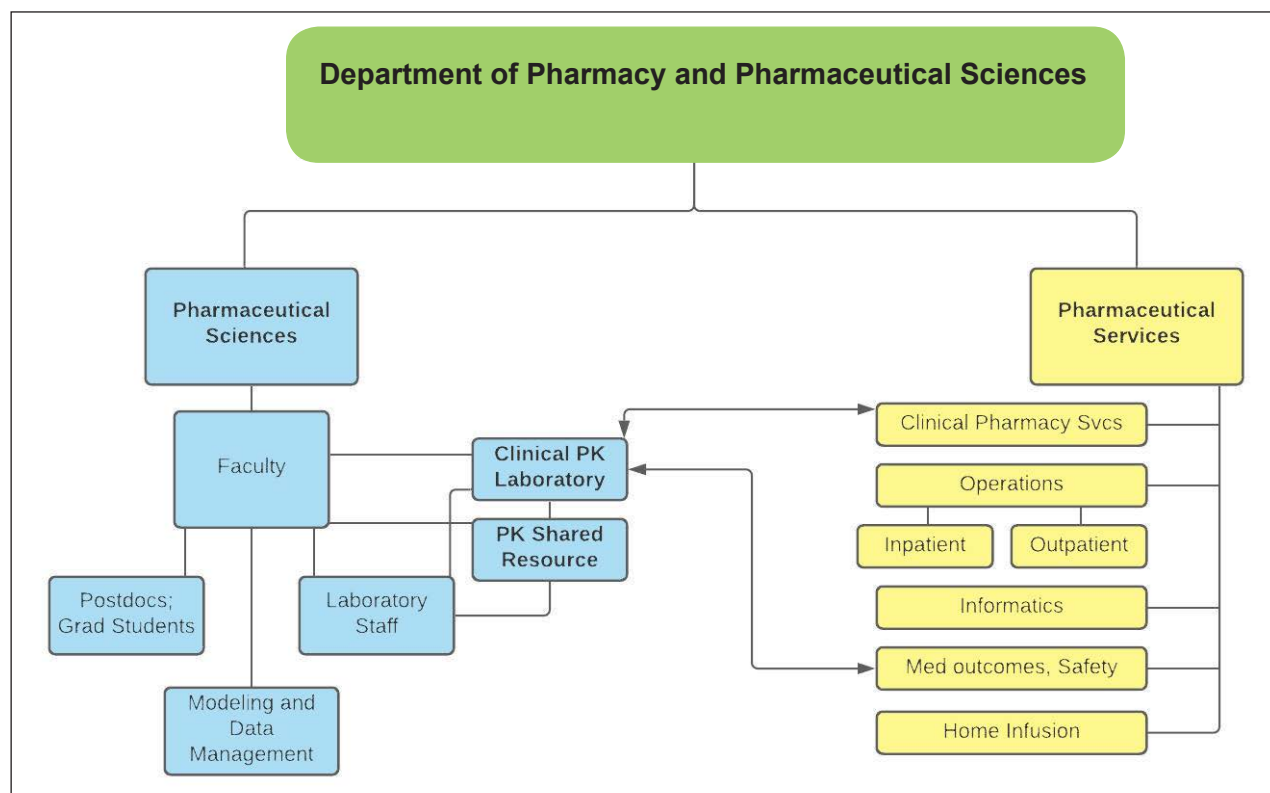 Department of Pharmacy and Pharmaceutical Sciences
Pharmaceutical
Sciences
Pharmaceutical
Services
Faculty
Clinical PK
Laboratory
PK Shared
Resource
Postdocs;
Grad Students
Laboratory
Staff
Modeling and
Data
Management
Clinical Pharmacy Svcs
Operations
Inpatient
Outpatient
Informatics
Med outcomes, Safety
Home Infusion